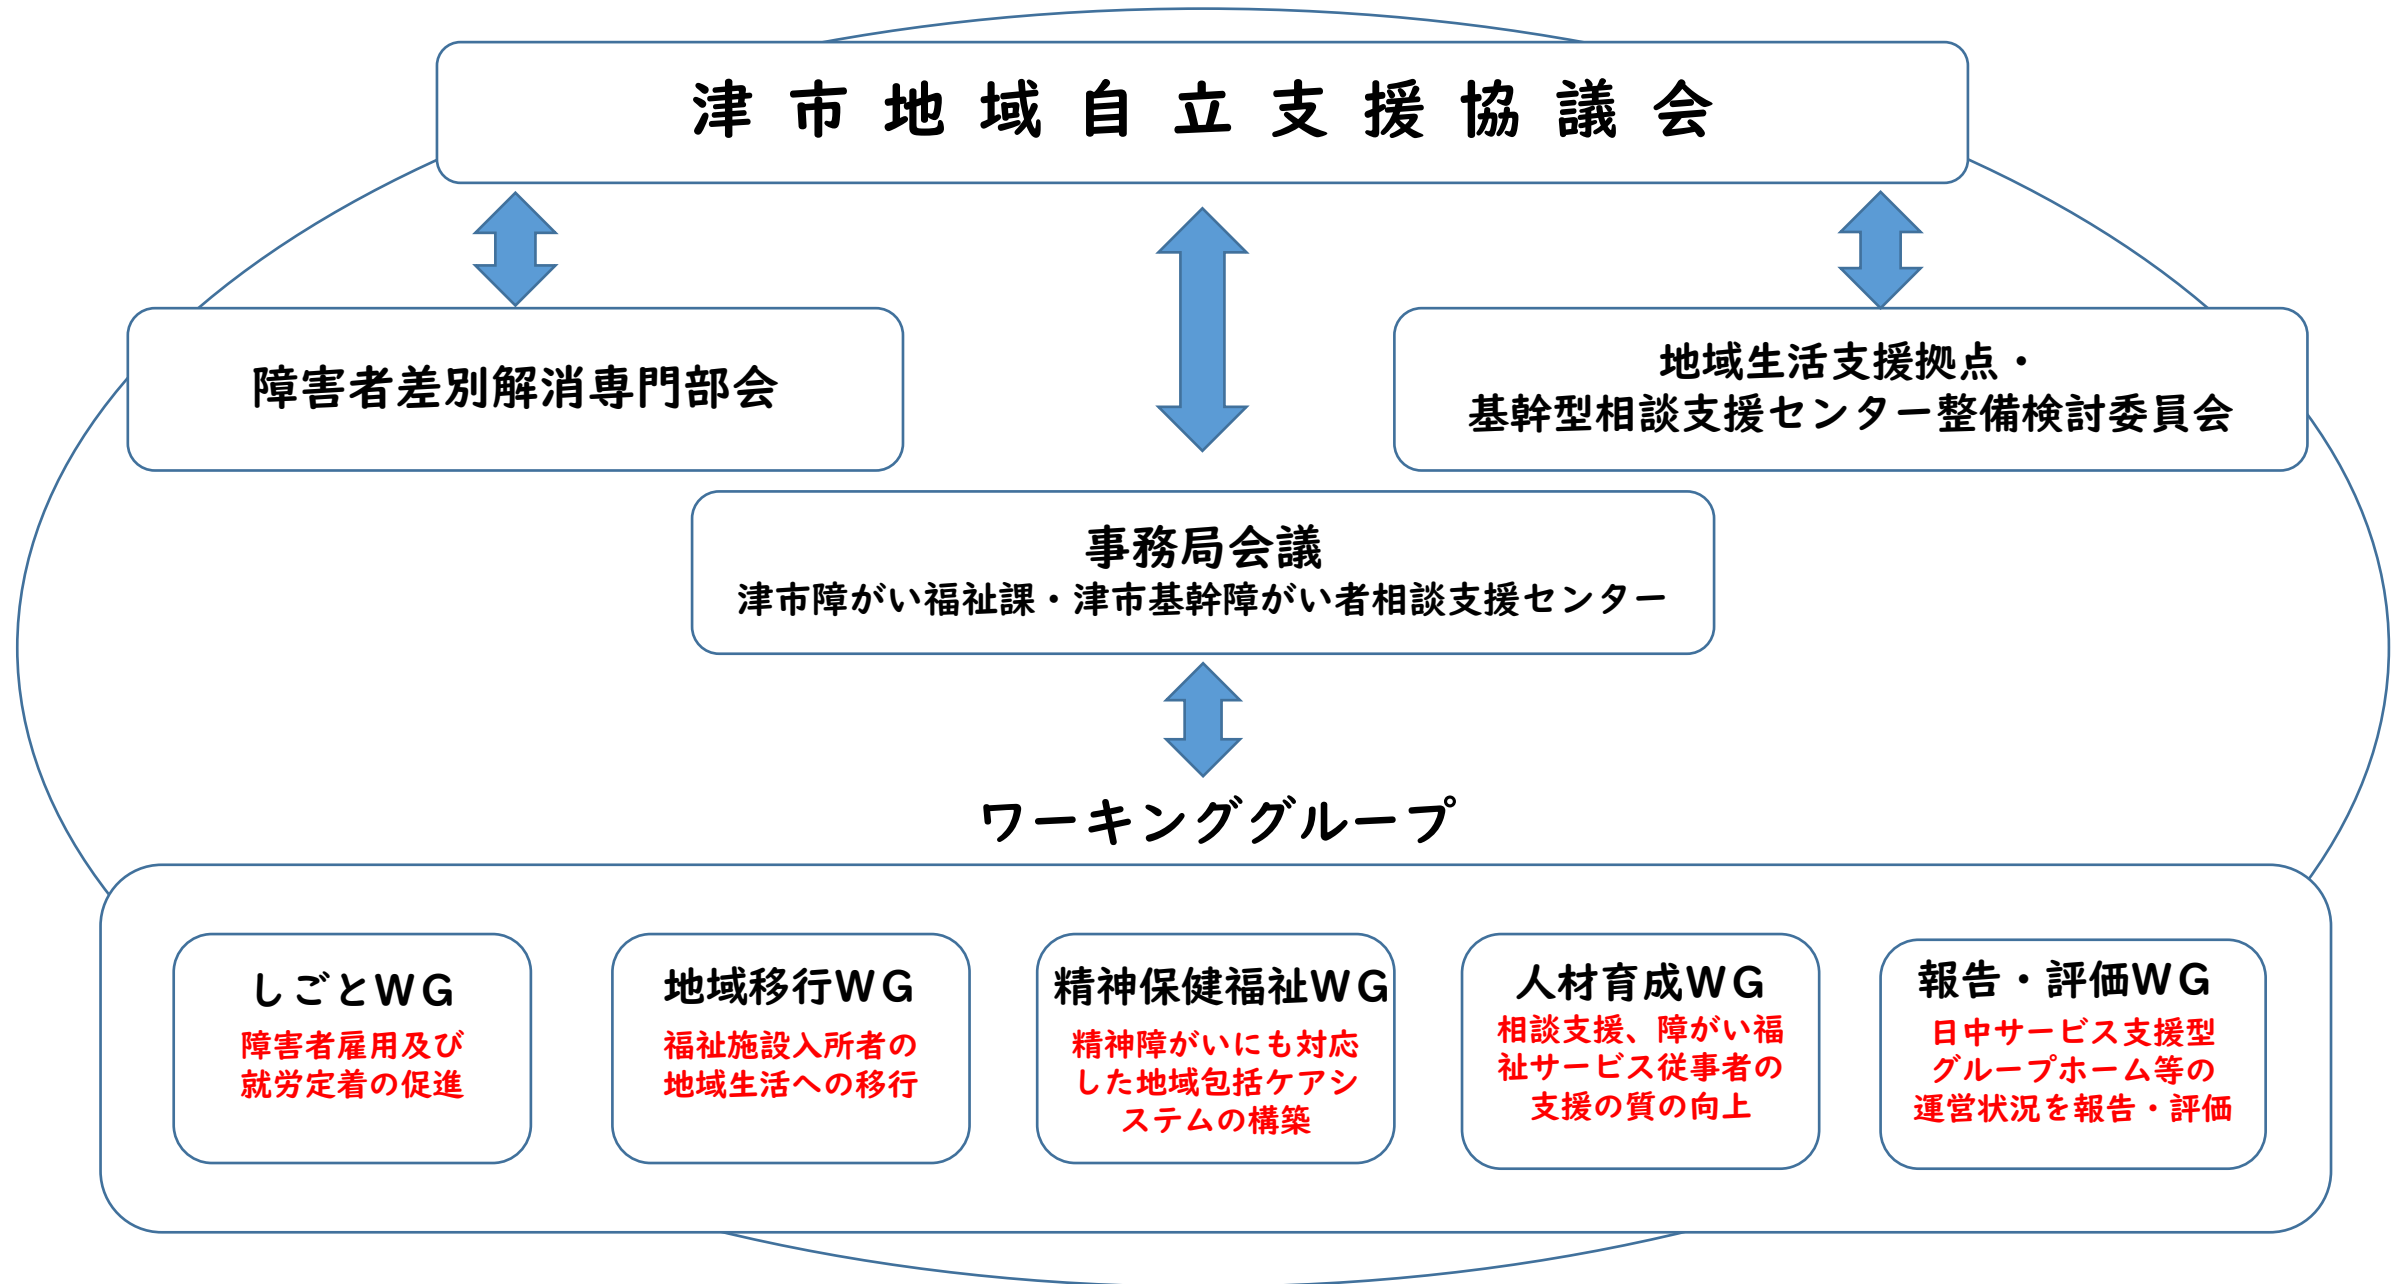 津市地域自立支援協議会
障害者差別解消専門部会
地域生活支援拠点・
基幹型相談支援センター整備検討委員会
事務局会議
津市障がい福祉課・津市基幹障がい者相談支援センター
ワーキンググループ
しごとWG
障害者雇用及び
就労定着の促進
地域移行WG
福祉施設入所者の
地域生活への移行
精神保健福祉WG
精神障がいにも対応
した地域包括ケアシ
ステムの構築
人材育成WG
相談支援、障がい福
祉サービス従事者の
支援の質の向上
報告・評価WG
日中サービス支援型
グループホーム等の
運営状況を報告・評価